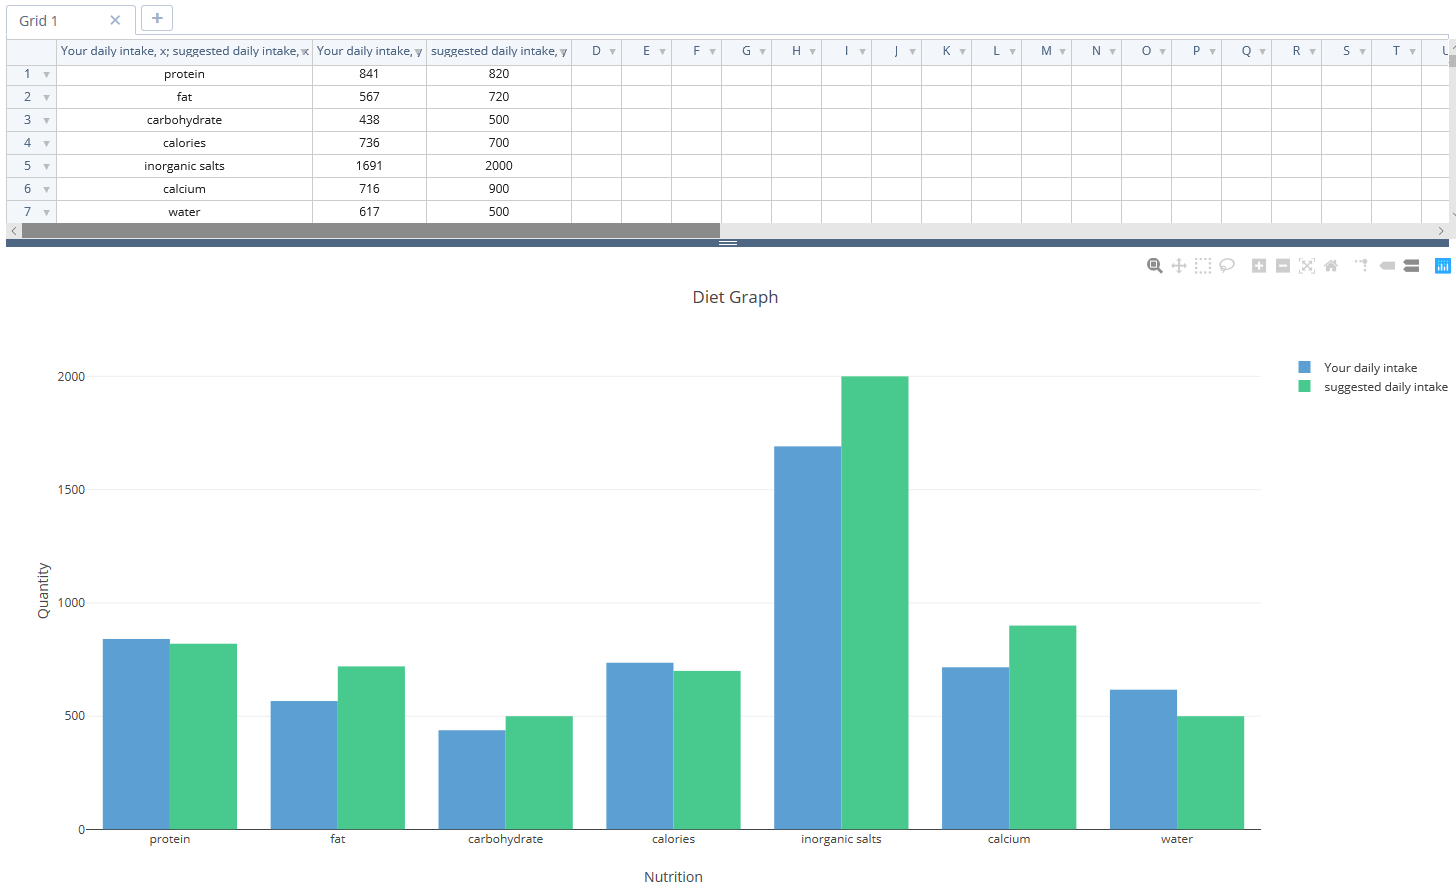 Grid 1
Your daily intake, x; suggested daily intake, x Your daily intake, y suggested daily intake, y D E F G H I J K L M N O P Q R S T U
1 protein 841 820
2 fat 567 720
3 carbohydrate 438 500
4 calories 736 700
5 inorganic salts 1691 2000
6 calcium 716 900
7 water 617 500
Diet Graph
Your daily intake
suggested daily intake
2000
1500
1000
500
0
Quantity
protein fat carbohydrate calories inorganic salts calcium water
Nutrition